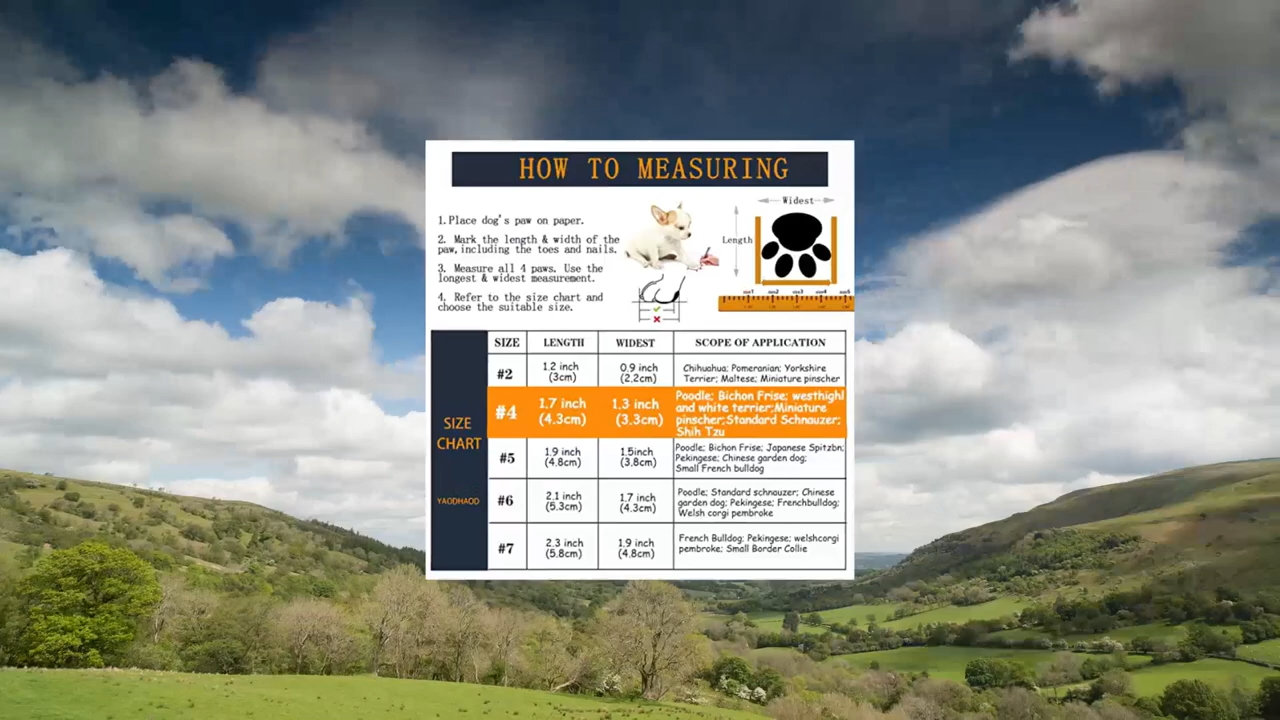 HOW TO MEASURING
1.Place dog's paw on paper.
2. Mark the length & width of the
paw,including the toes and nails.
3. Measure all 4 paws. Use the
longest & widest measurement.
4. Refer to the size chart and
choose the suitable size.
Widest
Length
SIZE CHART
YAODHAOD
SIZE LENGTH WIDEST SCOPE OF APPLICATION
#2 1.2 inch (3cm) 0.9 inch (2.2cm) Chihuahua; Pomeranian; Yorkshire
Terrier; Maltese; Miniature pinscher
#4 1.7 inch (4.3cm) 1.3 inch (3.3cm) Poodle; Bichon Frise; westhighl
and white terrier;Miniature
pinscher;Standard Schnauzer;
Shih Tzu
#5 1.9 inch (4.8cm) 1.5inch (3.8cm) Poodle; Bichon Frise; Japanese Spitzbn;
Pekingese; Chinese garden dog;
Small French bulldog
#6 2.1 inch (5.3cm) 1.7 inch (4.3cm) Poodle; Standard schnauzer; Chinese
garden dog; Pekingese; Frenchbulldog;
Welsh corgi pembroke
#7 2.3 inch (5.8cm) 1.9 inch (4.8cm) French Bulldog; Pekingese; welshcorgi
pembroke; Small Border Collie